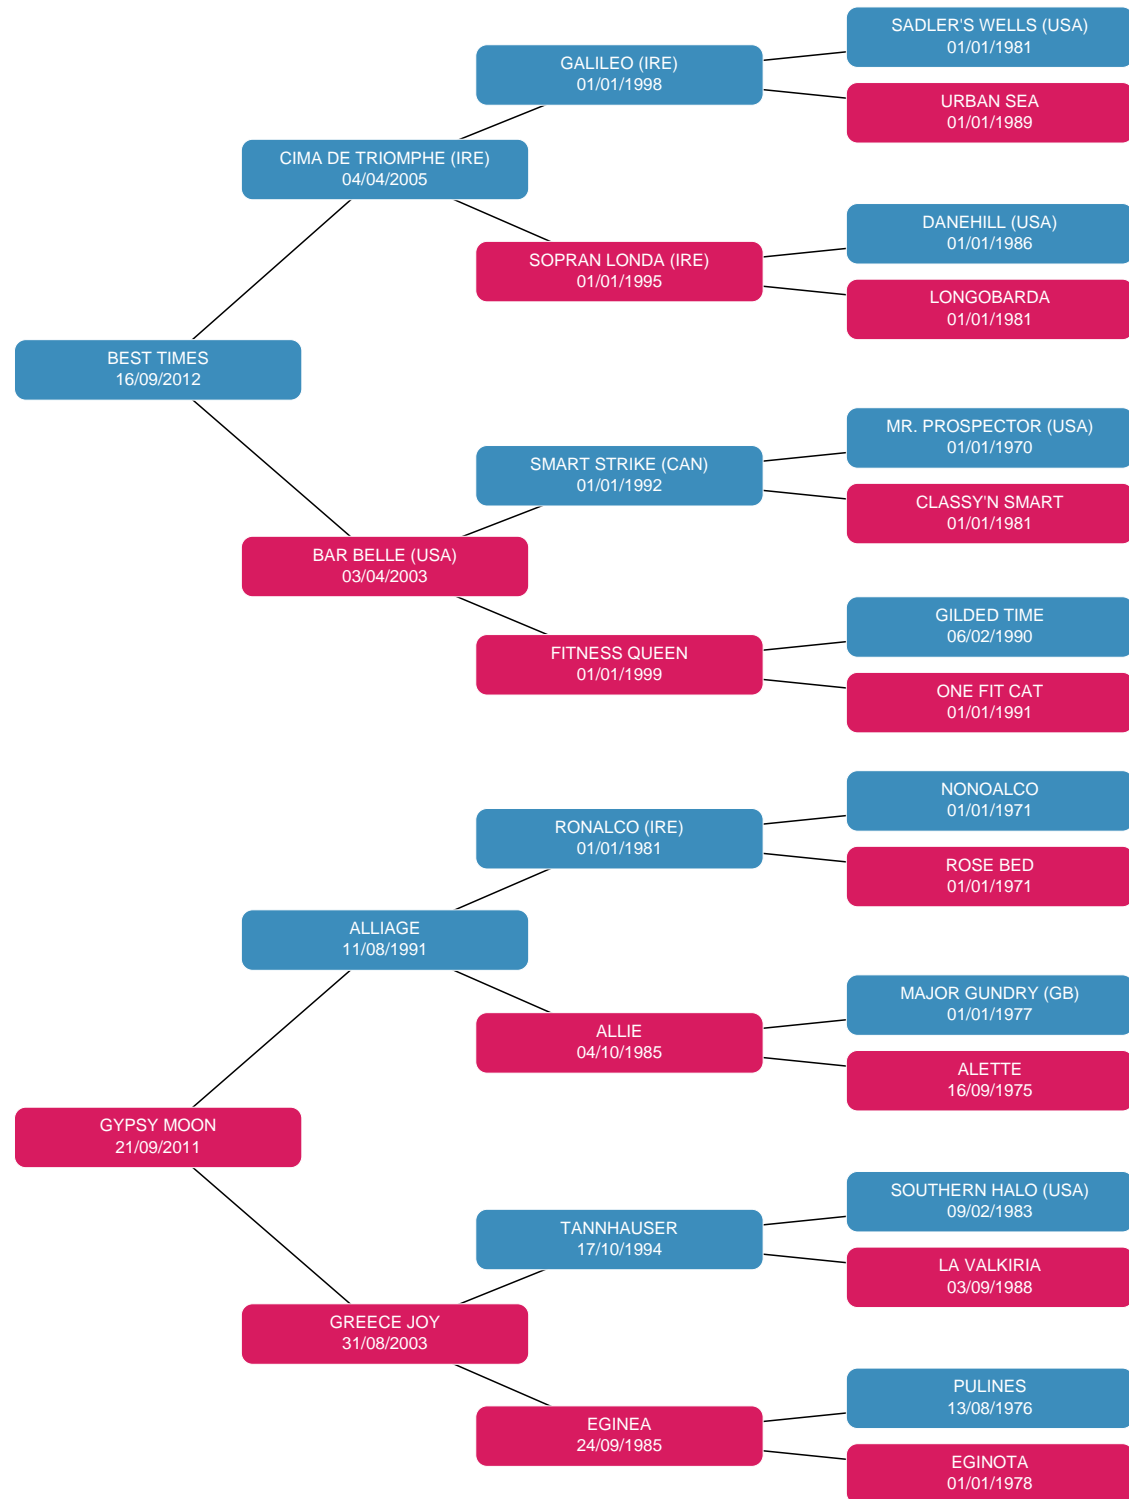 SADLER'S WELLS (USA)
01/01/1981
GALILEO (IRE)
01/01/1998
URBAN SEA
01/01/1989
CIMA DE TRIOMPHE (IRE)
04/04/2005
DANEHILL (USA)
01/01/1986
SOPRAN LONDA (IRE)
01/01/1995
LONGOBARDA
01/01/1981
BEST TIMES
16/09/2012
MR. PROSPECTOR (USA)
01/01/1970
SMART STRIKE (CAN)
01/01/1992
CLASSY'N SMART
01/01/1981
BAR BELLE (USA)
03/04/2003
GILDED TIME
06/02/1990
FITNESS QUEEN
01/01/1999
ONE FIT CAT
01/01/1991
NONOALCO
01/01/1971
RONALCO (IRE)
01/01/1981
ROSE BED
01/01/1971
ALLIAGE
11/08/1991
MAJOR GUNDRY (GB)
01/01/1977
ALLIE
04/10/1985
ALETTE
16/09/1975
GYPSY MOON
21/09/2011
SOUTHERN HALO (USA)
09/02/1983
TANNHAUSER
17/10/1994
LA VALKIRIA
03/09/1988
GREECE JOY
31/08/2003
PULINES
13/08/1976
EGINEA
24/09/1985
EGINOTA
01/01/1978